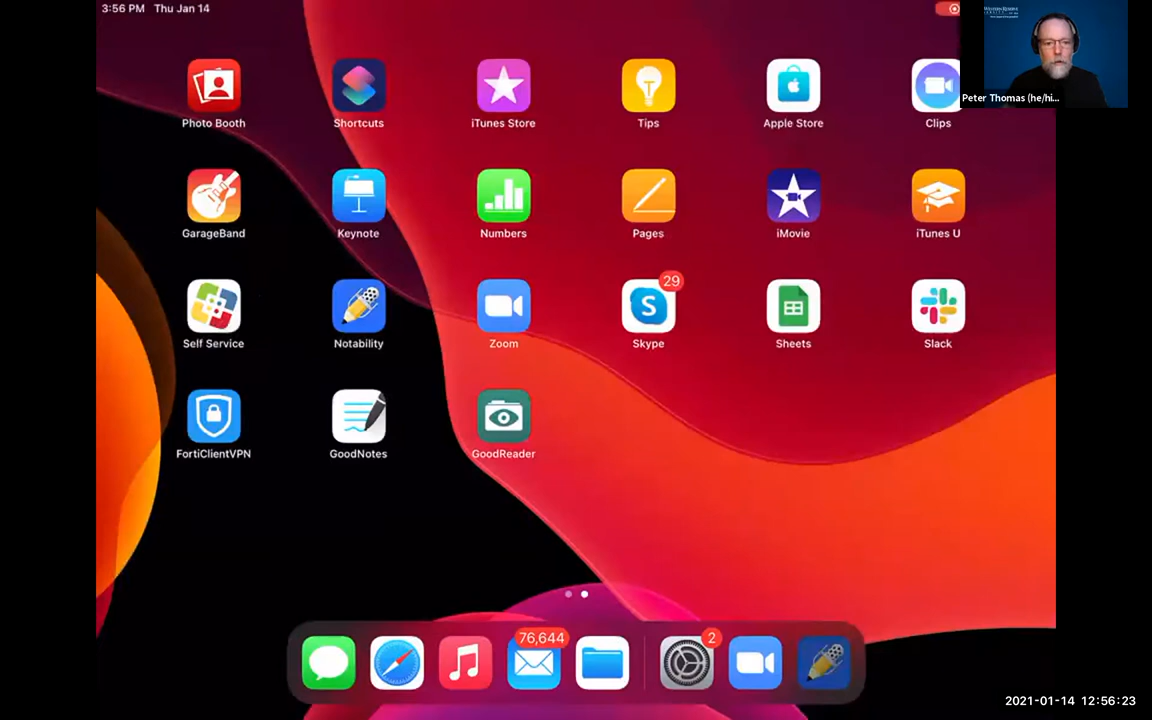 3:56 PM Thu Jan 14
Peter Thomas (he/hi...
Photo Booth
Shortcuts
iTunes Store
Tips
Apple Store
Clips
GarageBand
Keynote
Numbers
Pages
iMovie
iTunes U
29
Self Service
Notability
Zoom
Skype
Sheets
Slack
FortiClientVPN
GoodNotes
GoodReader
76,644
2
2021-01-14 12:56:23